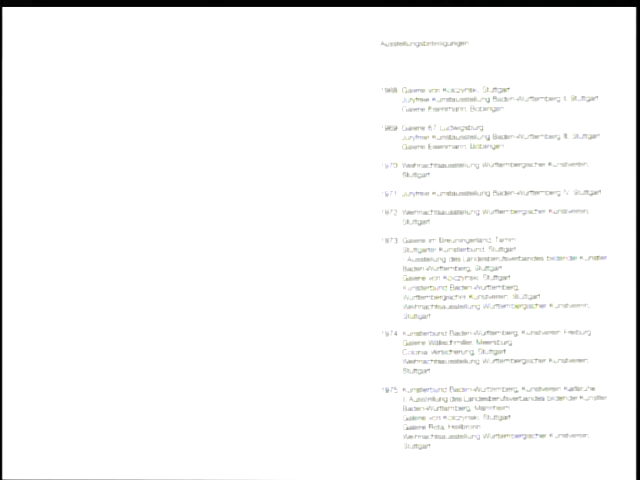 Ausstellungsbeteiligungen
1968 Galerie von Kolczynski, Stuttgart
Juryfreie Kunstausstellung Baden-Württemberg II, Stuttgart
Galerie Eisenmann, Böblingen
1969 Galerie 67, Ludwigsburg
Juryfreie Kunstausstellung Baden-Württemberg III, Stuttgart
Galerie Eisenmann, Böblingen
1970 Weihnachtsausstellung Württembergischer Kunstverein,
Stuttgart
1971 Juryfreie Kunstausstellung Baden-Württemberg IV, Stuttgart
1972 Weihnachtsausstellung Württembergischer Kunstverein,
Stuttgart
1973 Galerie im Breuningerland, Tamm
Stuttgarter Künstlerbund, Stuttgart
Ausstellung des Landesberufsverbandes bildender Künstler
Baden-Württemberg, Stuttgart
Galerie von Kolczynski, Stuttgart
Künstlerbund Baden-Württemberg,
Württembergischer Kunstverein, Stuttgart
Weihnachtsausstellung Württembergischer Kunstverein,
Stuttgart
1974 Künstlerbund Baden-Württemberg, Kunstverein Freiburg
Galerie Meersburg
Colonia Versicherung, Stuttgart
Weihnachtsausstellung Württembergischer Kunstverein,
Stuttgart
1975 Künstlerbund Baden-Württemberg, Kunstverein Karlsruhe
Ausstellung des Landesberufsverbandes bildender Künstler
Baden-Württemberg, Mannheim
Galerie von Kolczynski, Stuttgart
Galerie Rota, Heilbronn
Weihnachtsausstellung Württembergischer Kunstverein,
Stuttgart